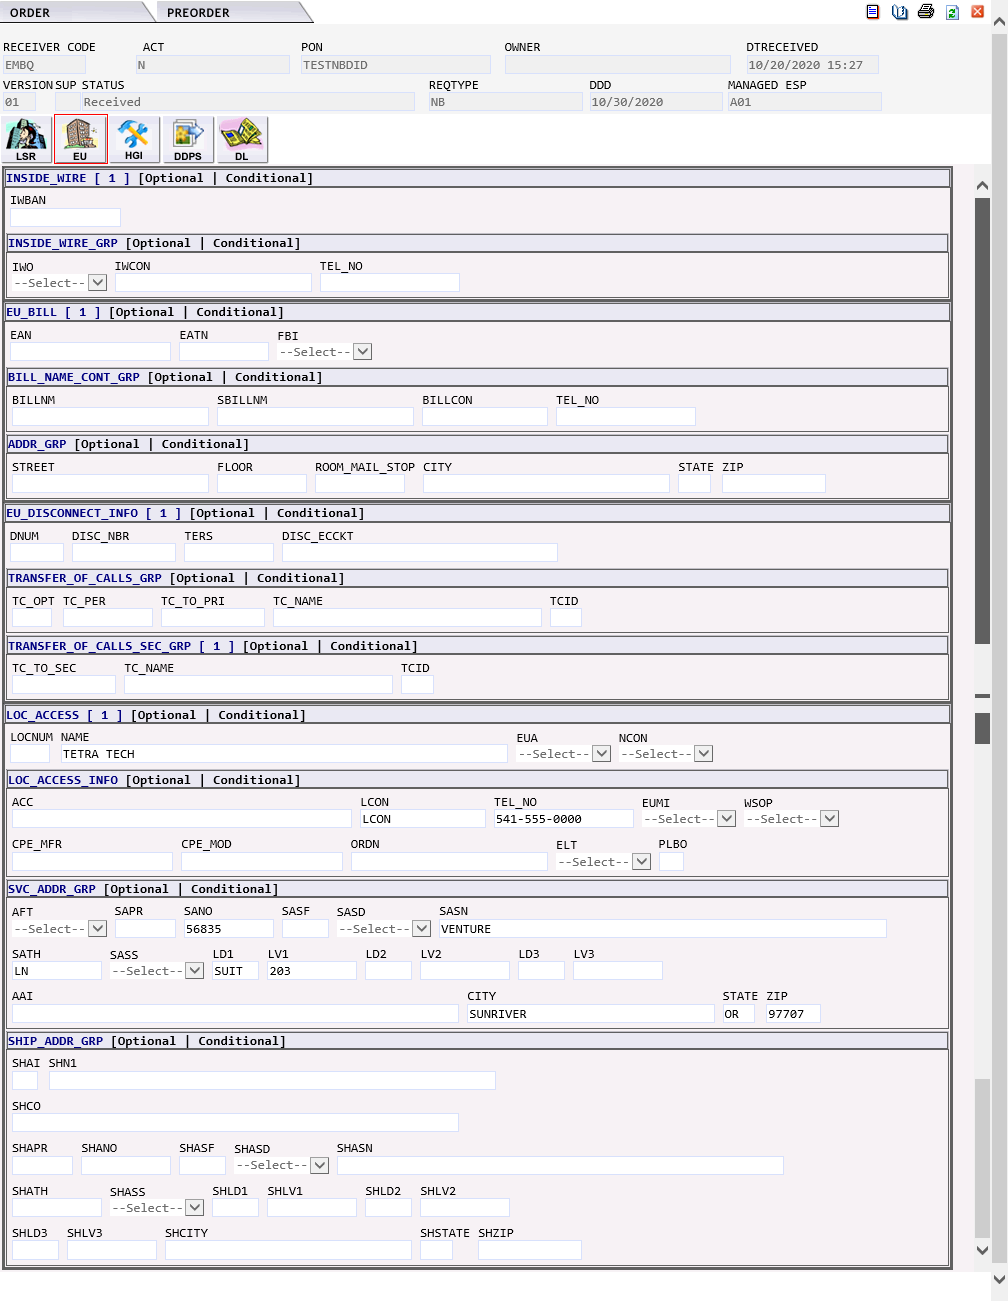 ORDER PREORDER
RECEIVER CODE ACT PON OWNER DTRECEIVED
EMBQ N TESTNBDID 10/20/2020 15:27
VERSION SUP STATUS REQTYPE DDD MANAGED ESP
01 Received NB 10/30/2020 A01
LSR EU HGI DDPS DL
INSIDE_WIRE [ 1 ] [Optional | Conditional]
IWBAN
INSIDE_WIRE_GRP [Optional | Conditional]
IWO IWCON TEL_NO
--Select--
EU_BILL [ 1 ] [Optional | Conditional]
EAN EATN FBI
--Select--
BILL_NAME_CONT_GRP [Optional | Conditional]
BILLNM SBILLNM BILLCON TEL_NO
ADDR_GRP [Optional | Conditional]
STREET FLOOR ROOM_MAIL_STOP CITY STATE ZIP
EU_DISCONNECT_INFO [ 1 ] [Optional | Conditional]
DNUM DISC_NBR TERS DISC_ECCKT
TRANSFER_OF_CALLS_GRP [Optional | Conditional]
TC_OPT TC_PER TC_TO_PRI TC_NAME TCID
TRANSFER_OF_CALLS_SEC_GRP [ 1 ] [Optional | Conditional]
TC_TO_SEC TC_NAME TCID
LOC_ACCESS [ 1 ] [Optional | Conditional]
LOCNUM NAME EUA NCON
TETRA TECH --Select-- --Select--
LOC_ACCESS_INFO [Optional | Conditional]
ACC LCON TEL_NO EUMI WSOP
LCON 541-555-0000 --Select-- --Select--
CPE_MFR CPE_MOD ORDN ELT PLBO
--Select--
SVC_ADDR_GRP [Optional | Conditional]
AFT SAPR SANO SASF SASD SASN
--Select-- 56835 --Select-- VENTURE
SATH SASS LD1 LV1 LD2 LV2 LD3 LV3
LN --Select-- SUIT 203
AAI CITY STATE ZIP
SUNRIVER OR 97707
SHIP_ADDR_GRP [Optional | Conditional]
SHAI SHN1
SHCO
SHAPR SHANO SHASF SHASD SHASN
--Select--
SHATH SHASS SHLD1 SHLV1 SHLD2 SHLV2
--Select--
SHLD3 SHLV3 SHCITY SHSTATE SHZIP